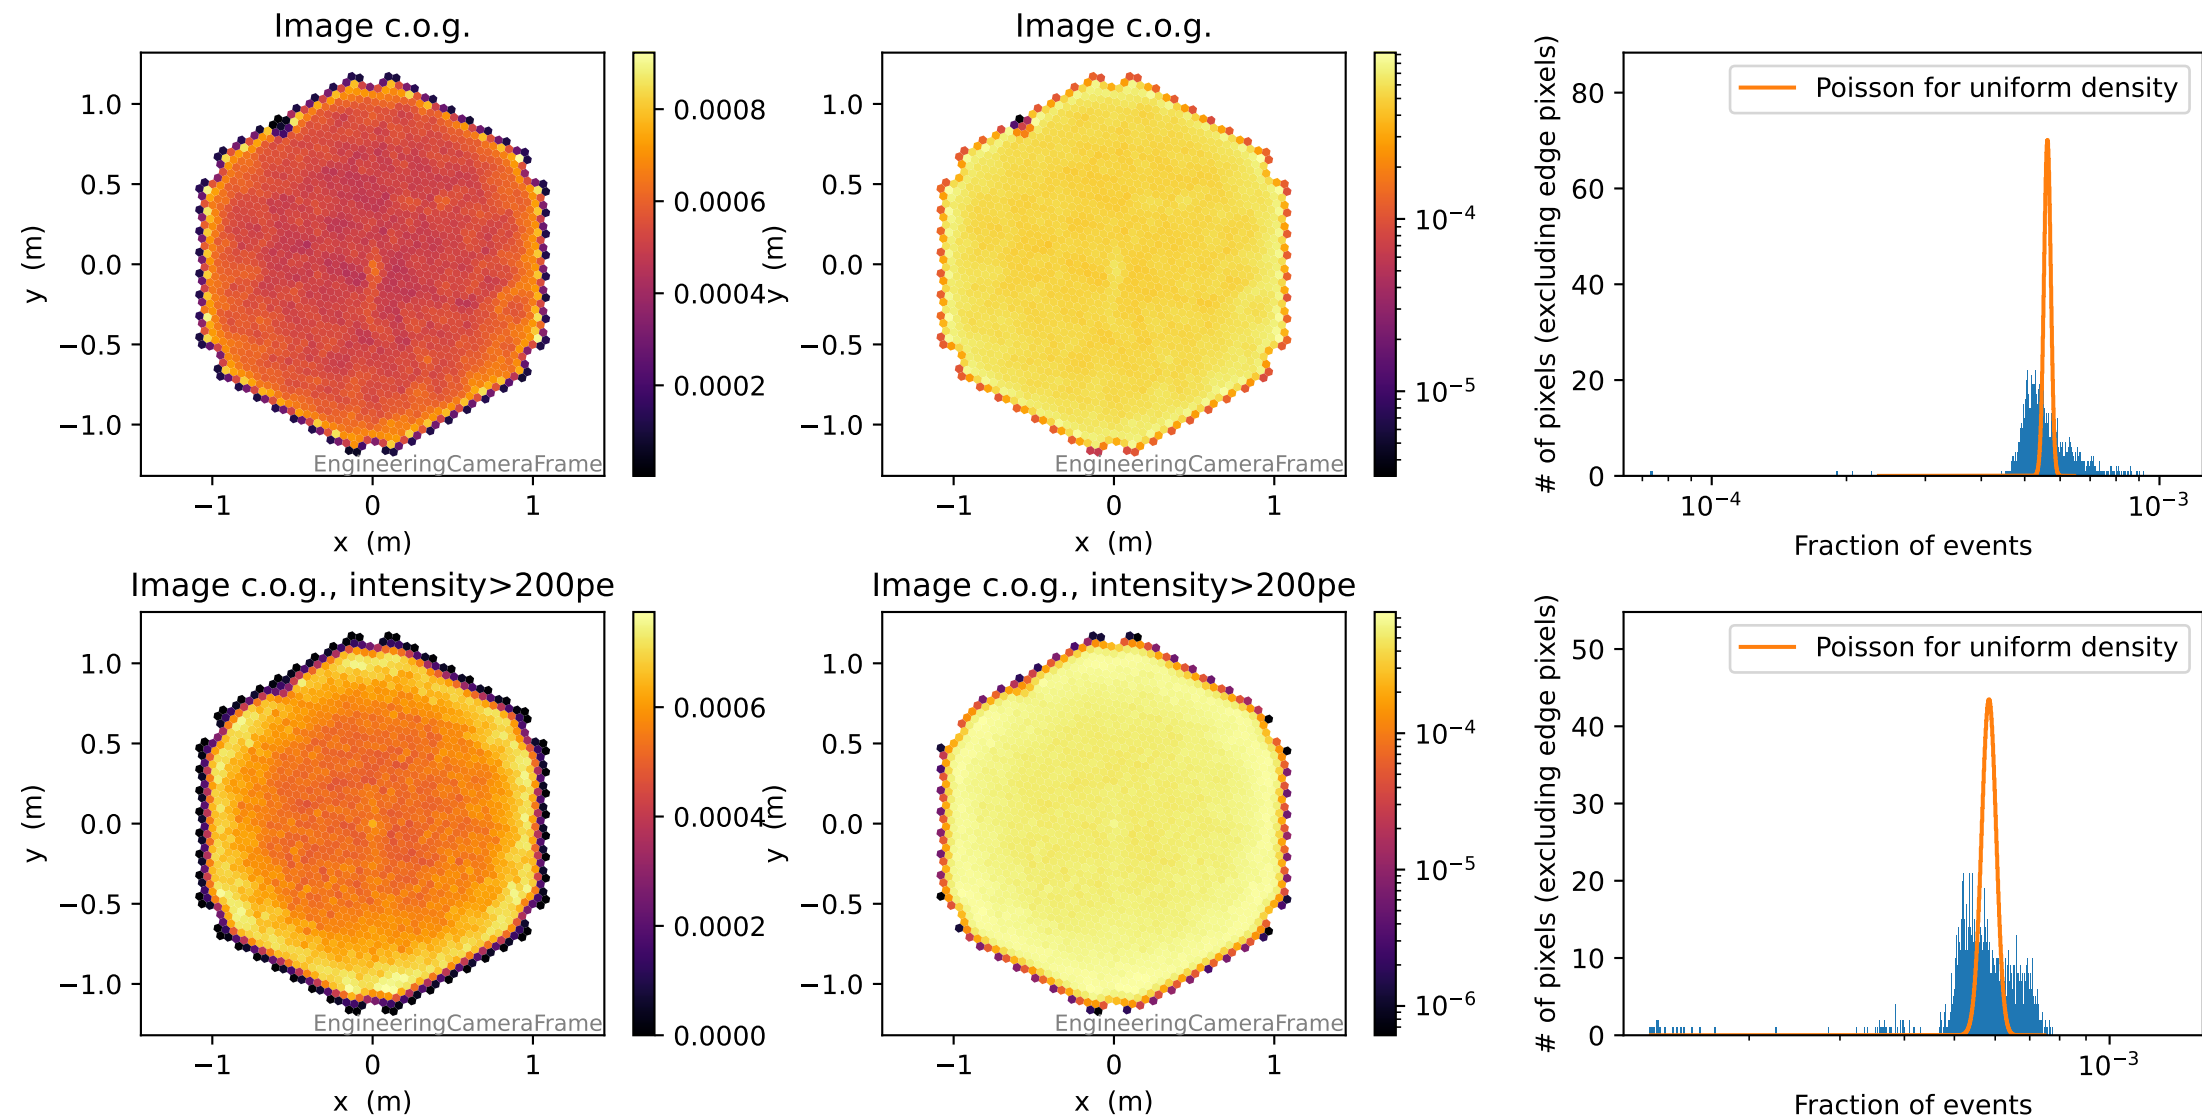 Image c.o.g.
y (m)
1.0
0.5
0.0
−0.5
−1.0
EngineeringCameraFrame
−1 0 1
x (m)
0.0008
0.0006
0.0004
0.0002
Image c.o.g.
y (m)
1.0
0.5
0.0
−0.5
−1.0
EngineeringCameraFrame
−1 0 1
x (m)
10⁻⁴
10⁻⁵
# of pixels (excluding edge pixels)
80
60
40
20
0
Poisson for uniform density
10⁻⁴ 10⁻³
Fraction of events
Image c.o.g., intensity>200pe
y (m)
1.0
0.5
0.0
−0.5
−1.0
EngineeringCameraFrame
−1 0 1
x (m)
0.0006
0.0004
0.0002
0.0000
Image c.o.g., intensity>200pe
y (m)
1.0
0.5
0.0
−0.5
−1.0
EngineeringCameraFrame
−1 0 1
x (m)
10⁻⁴
10⁻⁵
10⁻⁶
# of pixels (excluding edge pixels)
50
40
30
20
10
0
Poisson for uniform density
10⁻³
Fraction of events